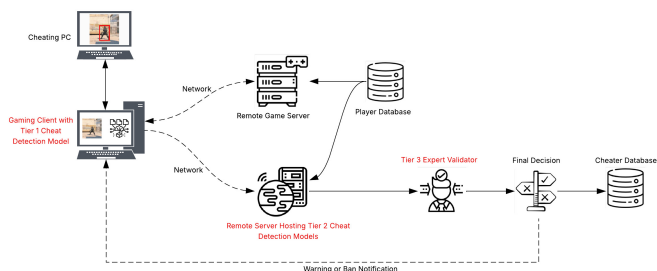 Cheating PC
Network
Remote Game Server
Player Database
Gaming Client with
Tier 1 Cheat
Detection Model
Network
Tier 3 Expert Validator
Final Decision
Cheater Database
Remote Server Hosting Tier 2 Cheat
Detection Models
Warning or Ban Notification